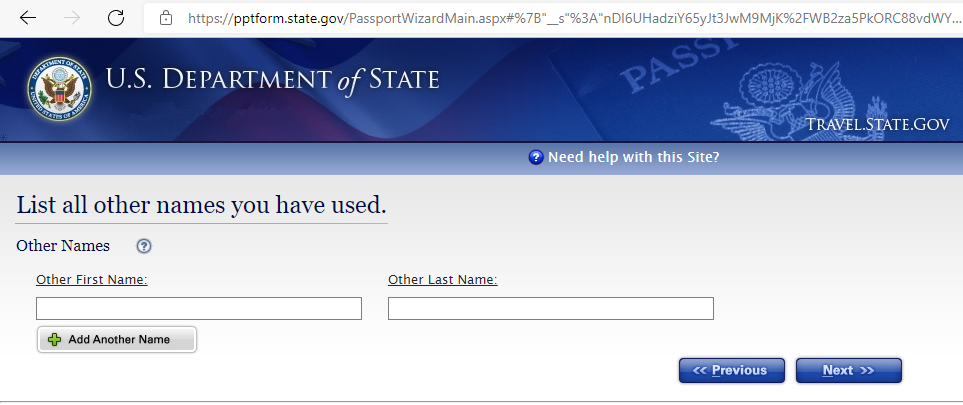 https://pptform.state.gov/PassportWizardMain.aspx#%7B"__s"%3A"nDI6UHadziY65yJt3JwM9MjK%2FWB2za5PkORC88vdWY...
U.S. DEPARTMENT of STATE
PASSP
TRAVEL.STATE.GOV
? Need help with this Site?
List all other names you have used.
Other Names ?
Other First Name: Other Last Name:
Add Another Name
<< Previous Next >>